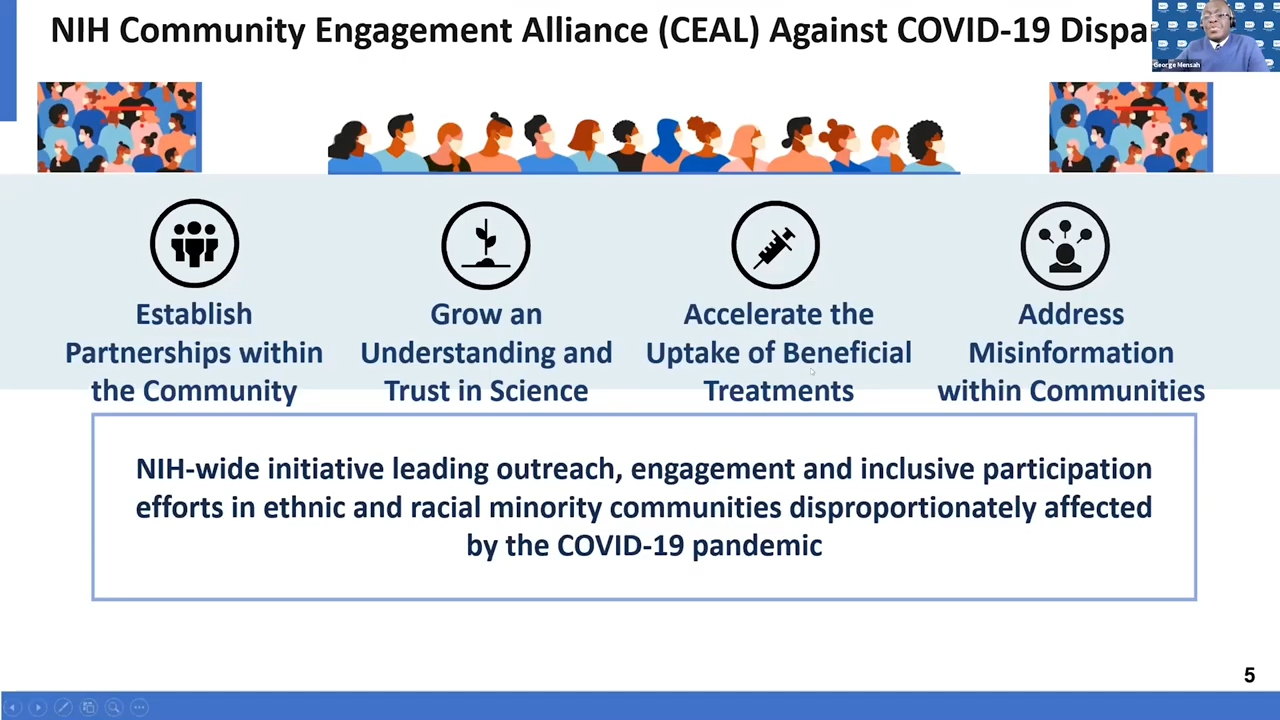 NIH Community Engagement Alliance (CEAL) Against COVID-19 Dispa
George Mensah
Establish
Partnerships within
the Community
Grow an
Understanding and
Trust in Science
Accelerate the
Uptake of Beneficial
Treatments
Address
Misinformation
within Communities
NIH-wide initiative leading outreach, engagement and inclusive participation
efforts in ethnic and racial minority communities disproportionately affected
by the COVID-19 pandemic
5